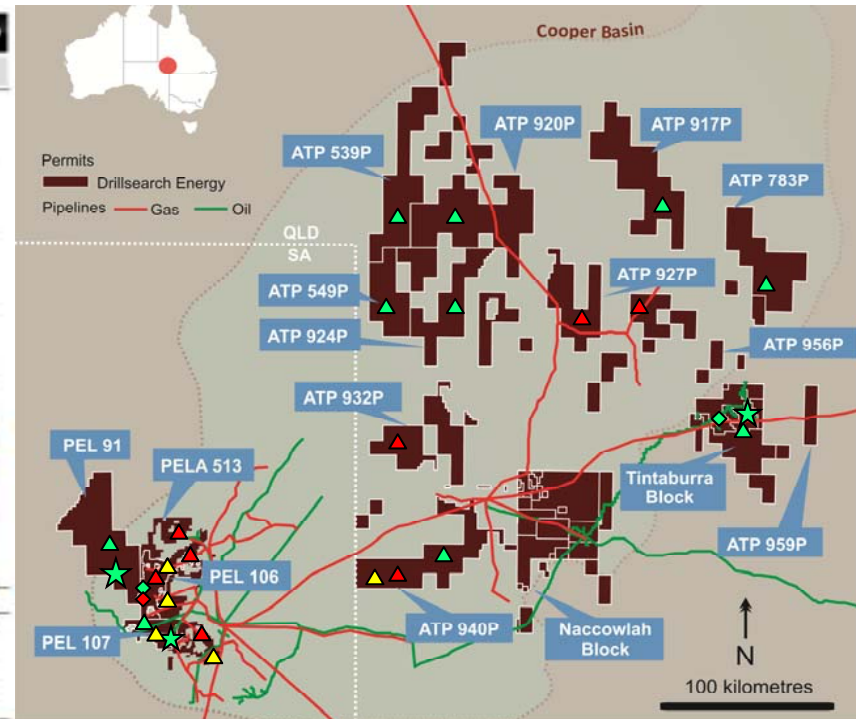 Cooper Basin
Permits
Drillsearch Energy
Pipelines Gas Oil
ATP 539P
ATP 920P
ATP 917P
ATP 783P
QLD
SA
ATP 549P
ATP 927P
ATP 924P
ATP 956P
ATP 932P
PEL 91
PELA 513
Tintaburra
Block
ATP 959P
PEL 106
PEL 107
ATP 940P
Naccowlah
Block
N
100 kilometres